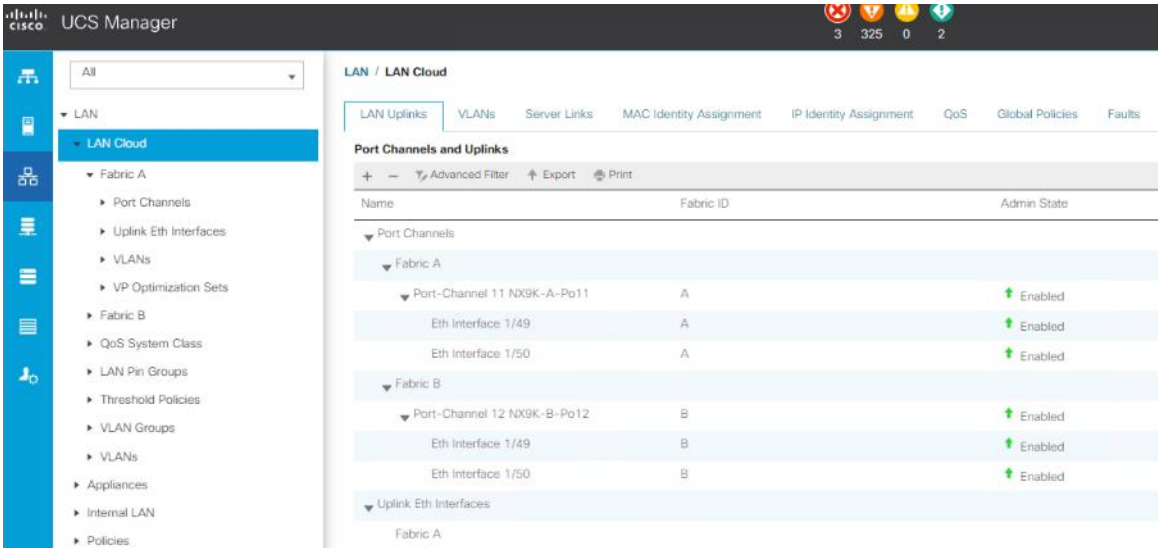 cisco UCS Manager
3 325 0 2
All
LAN
LAN Cloud
Fabric A
Port Channels
Uplink Eth Interfaces
VLANs
VP Optimization Sets
Fabric B
QoS System Class
LAN Pin Groups
Threshold Policies
VLAN Groups
VLANs
Appliances
Internal LAN
Policies
LAN / LAN Cloud
LAN Uplinks VLANs Server Links MAC Identity Assignment IP Identity Assignment QoS Global Policies Faults
Port Channels and Uplinks
+ − Advanced Filter Export Print
Name Fabric ID Admin State
Port Channels
Fabric A
Port-Channel 11 NX9K-A-Po11 A Enabled
Eth Interface 1/49 A Enabled
Eth Interface 1/50 A Enabled
Fabric B
Port-Channel 12 NX9K-B-Po12 B Enabled
Eth Interface 1/49 B Enabled
Eth Interface 1/50 B Enabled
Uplink Eth Interfaces
Fabric A